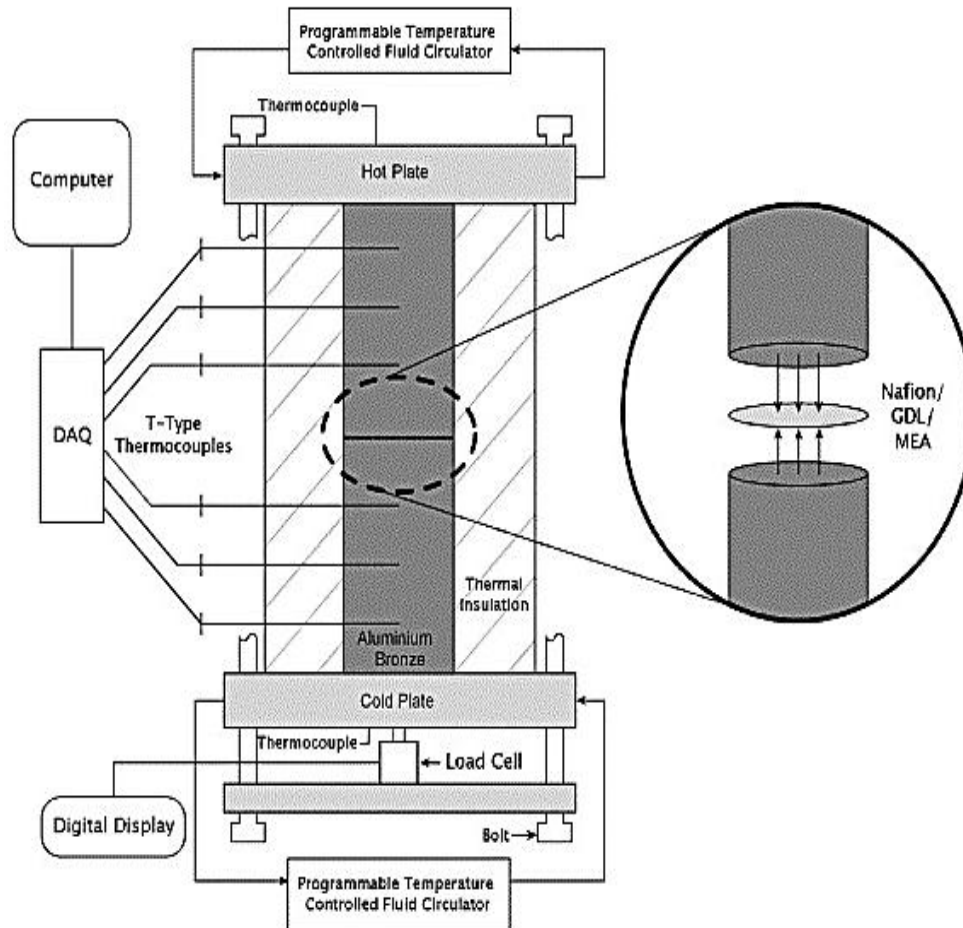 Programmable Temperature
Controlled Fluid Circulator
Thermocouple
Hot Plate
Computer
DAQ
T-Type
Thermocouples
Nafion/
GDL/
MEA
Thermal
Insulation
Aluminium
Bronze
Cold Plate
Thermocouple
Load Cell
Digital Display
Bolt
Programmable Temperature
Controlled Fluid Circulator